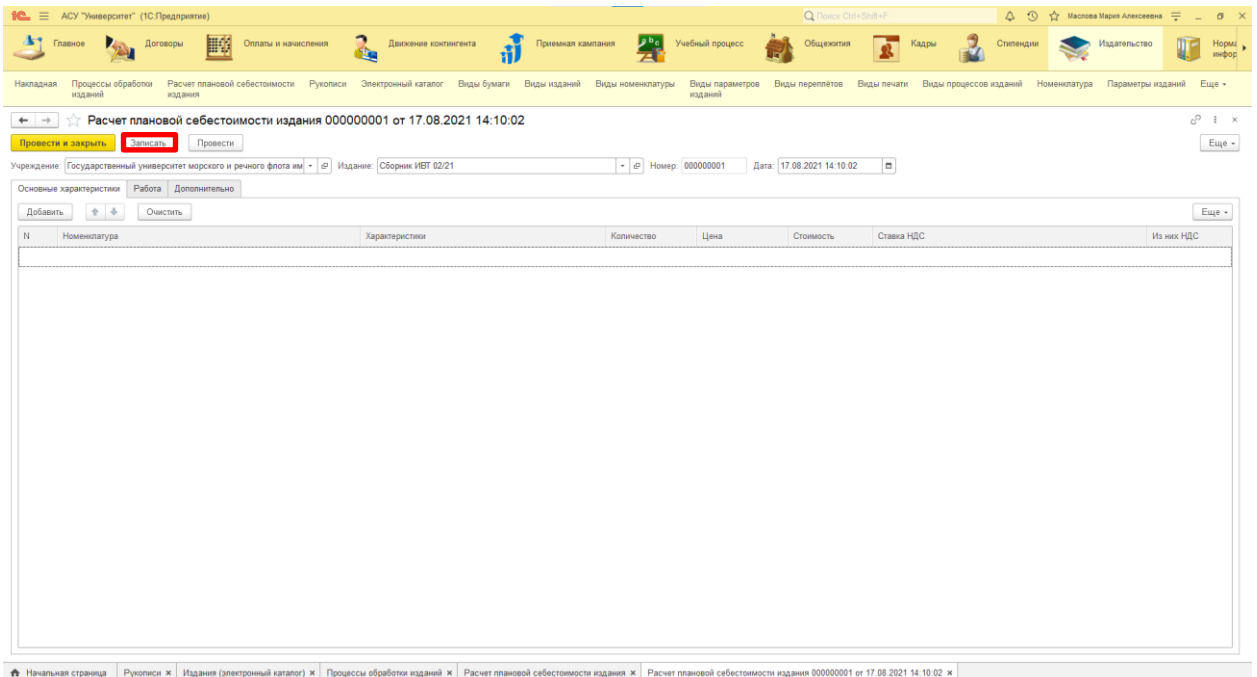 1С АСУ "Университет" (1С:Предприятие) Поиск Ctrl+Shift+F Маслова Мария Алексеевна
Главное Договоры Оплаты и начисления Движение контингента Приемная кампания Учебный процесс Общежития Кадры Стипендии Издательство Норма
инфор
Накладная Процессы обработки Расчет плановой себестоимости Рукописи Электронный каталог Виды бумаги Виды изданий Виды номенклатуры Виды параметров Виды переплётов Виды печати Виды процессов изданий Номенклатура Параметры изданий Еще
изданий издания изданий
Расчет плановой себестоимости издания 000000001 от 17.08.2021 14:10:02
Провести и закрыть Записать Провести Еще
Учреждение: Государственный университет морского и речного флота им Издание: Сборник ИВТ 02/21 Номер: 000000001 Дата: 17.08.2021 14:10:02
Основные характеристики Работа Дополнительно
Добавить Очистить Еще
N Номенклатура Характеристики Количество Цена Стоимость Ставка НДС Из них НДС
Начальная страница Рукописи × Издания (электронный каталог) × Процессы обработки изданий × Расчет плановой себестоимости издания × Расчет плановой себестоимости издания 000000001 от 17.08.2021 14:10:02 ×